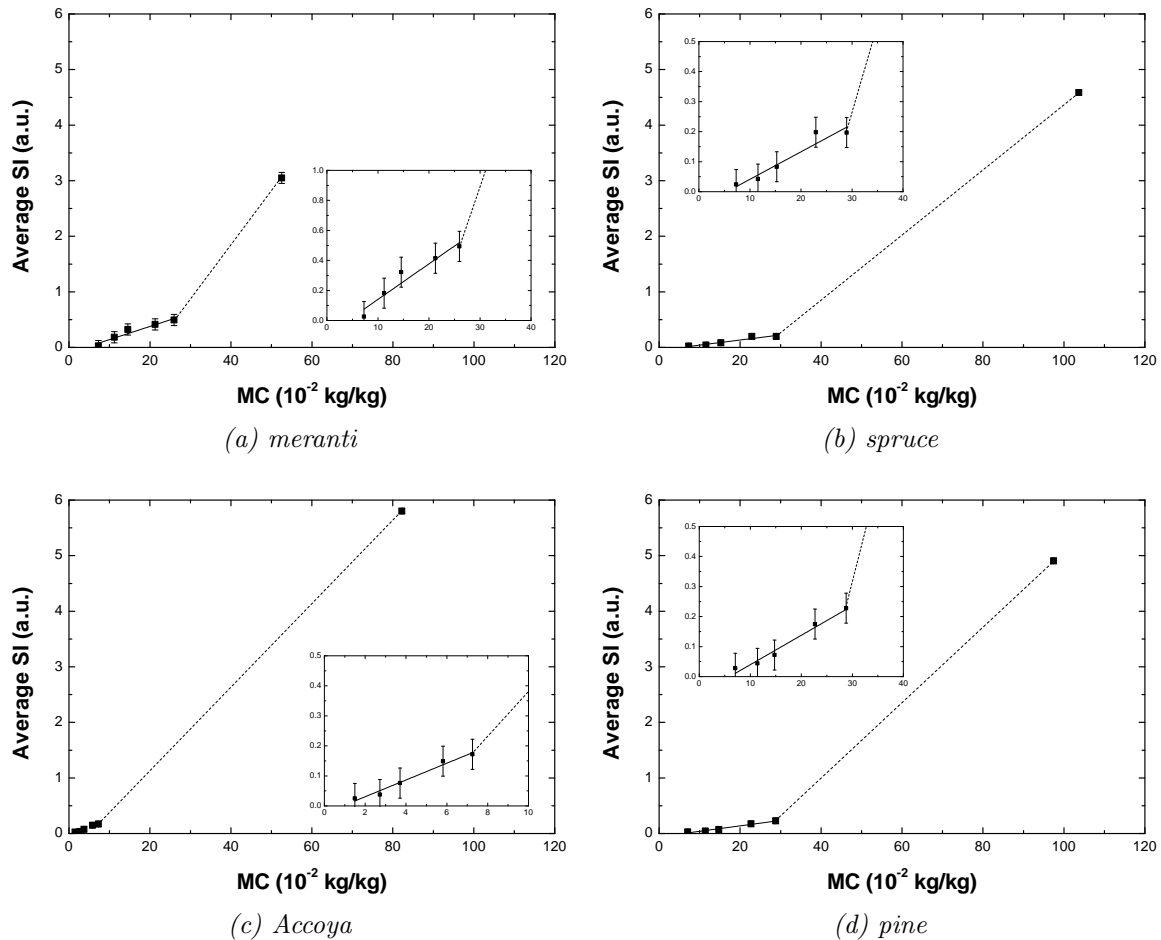 6
5
4
3
2
1
0
0 20 40 60 80 100 120
Average SI (a.u.)
MC (10⁻² kg/kg)
1.0
0.8
0.6
0.4
0.2
0.0
0 10 20 30 40
(a) meranti
6
5
4
3
2
1
0
0 20 40 60 80 100 120
Average SI (a.u.)
MC (10⁻² kg/kg)
0.5
0.4
0.3
0.2
0.1
0.0
0 10 20 30 40
(b) spruce
6
5
4
3
2
1
0
0 20 40 60 80 100 120
Average SI (a.u.)
MC (10⁻² kg/kg)
0.5
0.4
0.3
0.2
0.1
0.0
0 2 4 6 8 10
(c) Accoya
6
5
4
3
2
1
0
0 20 40 60 80 100 120
Average SI (a.u.)
MC (10⁻² kg/kg)
0.5
0.4
0.3
0.2
0.1
0.0
0 10 20 30 40
(d) pine